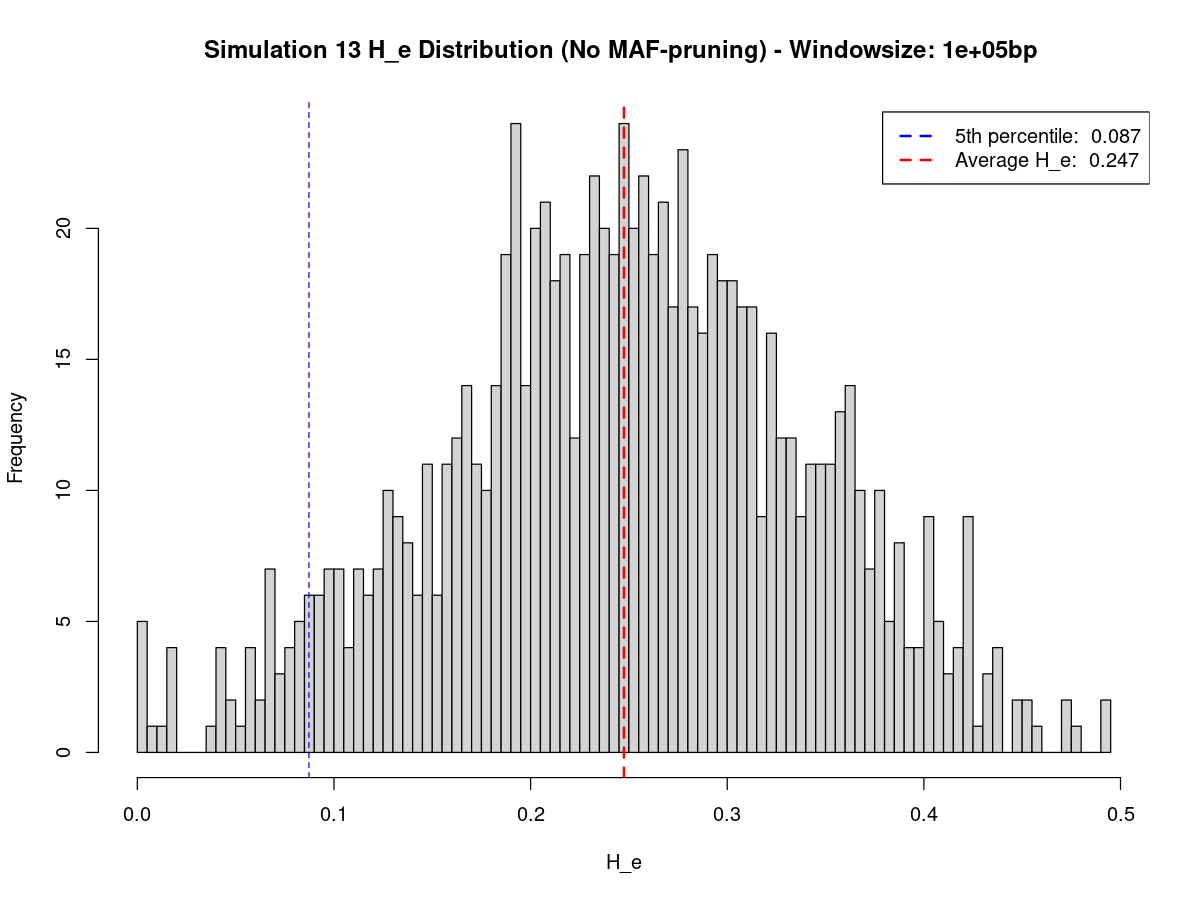 Simulation 13 H_e Distribution (No MAF-pruning) - Windowsize: 1e+05bp
5th percentile: 0.087
Average H_e: 0.247
Frequency
20
15
10
5
0
0.0 0.1 0.2 0.3 0.4 0.5
H_e